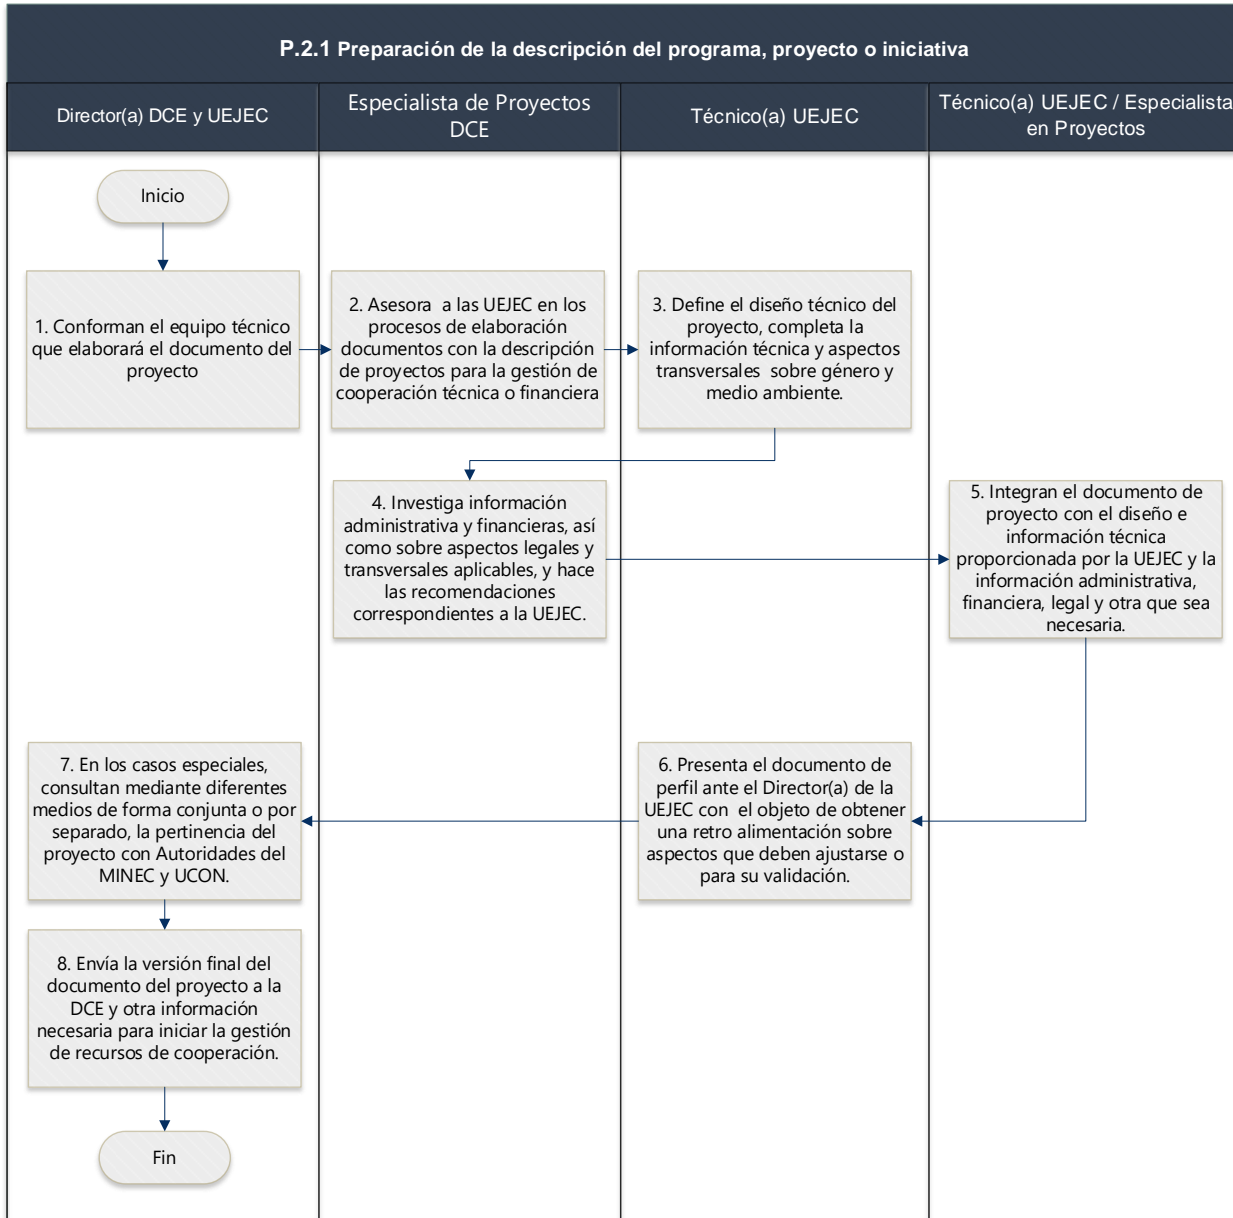 P.2.1 Preparación de la descripción del programa, proyecto o iniciativa
Director(a) DCE y UEJEC
Especialista de Proyectos
DCE
Técnico(a) UEJEC
Técnico(a) UEJEC / Especialista
en Proyectos
Inicio
1. Conforman el equipo técnico
que elaborará el documento del
proyecto
2. Asesora  a las UEJEC en los
procesos de elaboración
documentos con la descripción
de proyectos para la gestión de
cooperación técnica o financiera
3. Define el diseño técnico del
proyecto, completa la
información técnica y aspectos
transversales  sobre género y
medio ambiente.
4. Investiga información
administrativa y financieras, así
como sobre aspectos legales y
transversales aplicables, y hace
las recomendaciones
correspondientes a la UEJEC.
5. Integran el documento de
proyecto con el diseño e
información técnica
proporcionada por la UEJEC y la
información administrativa,
financiera, legal y otra que sea
necesaria.
6. Presenta el documento de
perfil ante el Director(a) de la
UEJEC con  el objeto de obtener
una retro alimentación sobre
aspectos que deben ajustarse o
para su validación.
7. En los casos especiales,
consultan mediante diferentes
medios de forma conjunta o por
separado, la pertinencia del
proyecto con Autoridades del
MINEC y UCON.
8. Envía la versión final del
documento del proyecto a la
DCE y otra información
necesaria para iniciar la gestión
de recursos de cooperación.
Fin